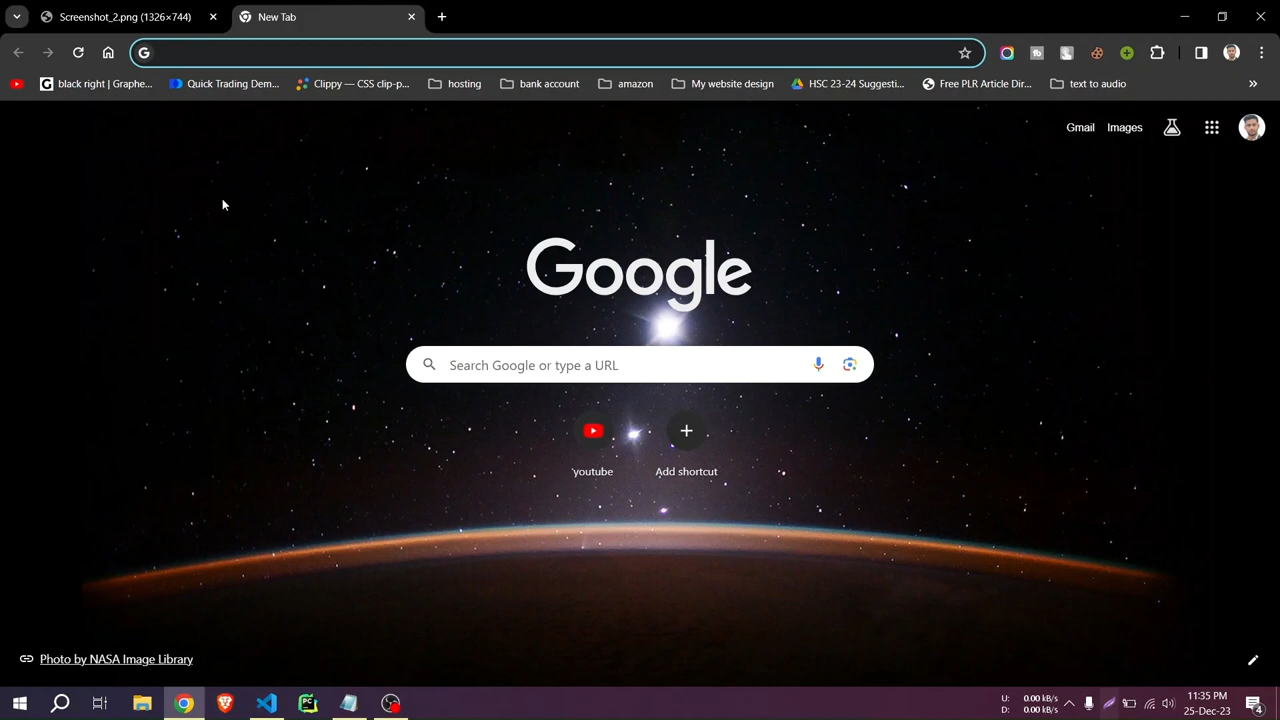 Screenshot_2.png (1326×744)
New Tab
black right | Graphe...
Quick Trading Dem...
Clippy — CSS clip-p...
hosting
bank account
amazon
My website design
HSC 23-24 Suggesti...
Free PLR Article Dir...
text to audio
Gmail
Images
Google
Search Google or type a URL
youtube
Add shortcut
Photo by NASA Image Library
U: 0.00 kB/s
D: 0.00 kB/s
11:35 PM
25-Dec-23
4